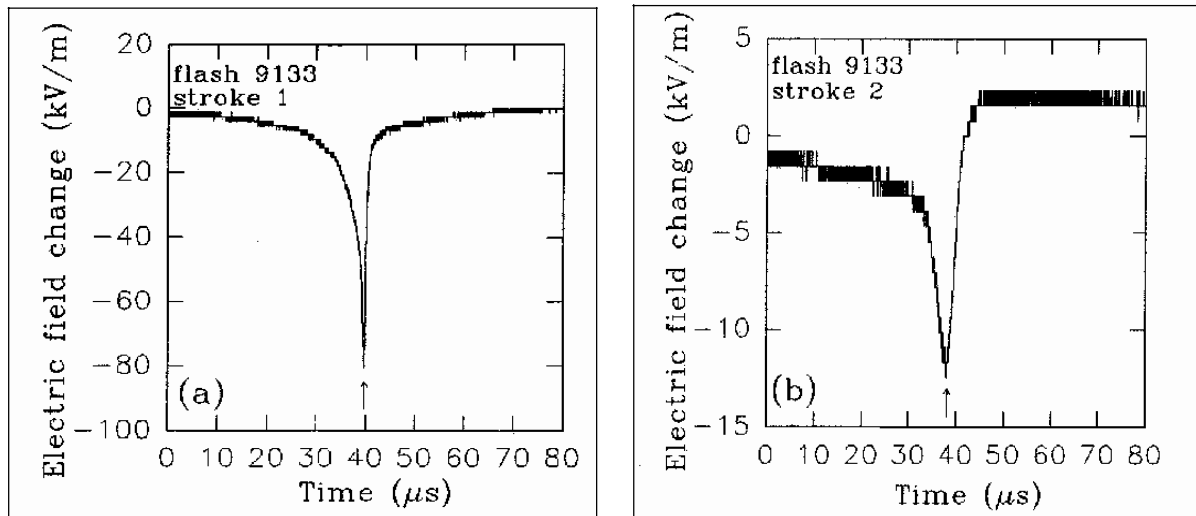 Electric field change (kV/m)
20
0
−20
−40
−60
−80
−100
flash 9133
stroke 1
(a)
0 10 20 30 40 50 60 70 80
Time (μs)
Electric field change (kV/m)
5
0
−5
−10
−15
flash 9133
stroke 2
(b)
0 10 20 30 40 50 60 70 80
Time (μs)